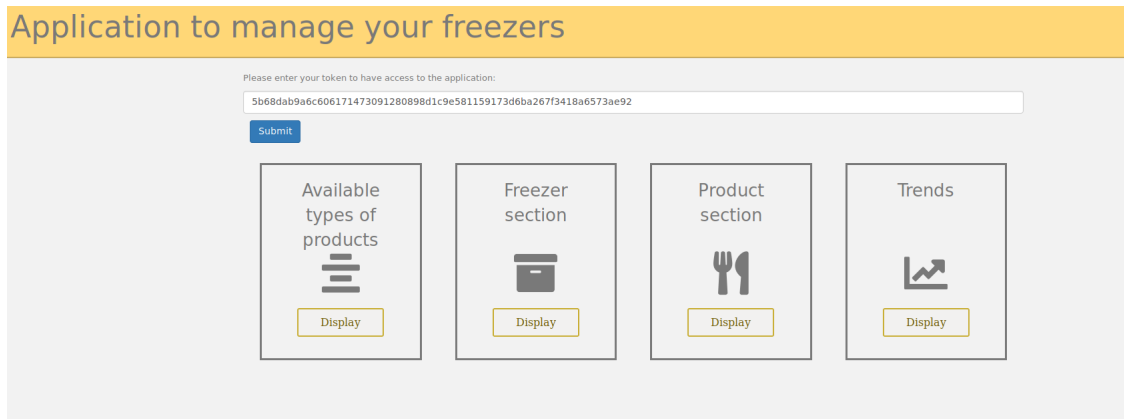 Application to manage your freezers
Please enter your token to have access to the application:
5b68dab9a6c606171473091280898d1c9e581159173d6ba267f3418a6573ae92
Submit
Available
types of
products
Display
Freezer
section
Display
Product
section
Display
Trends
Display